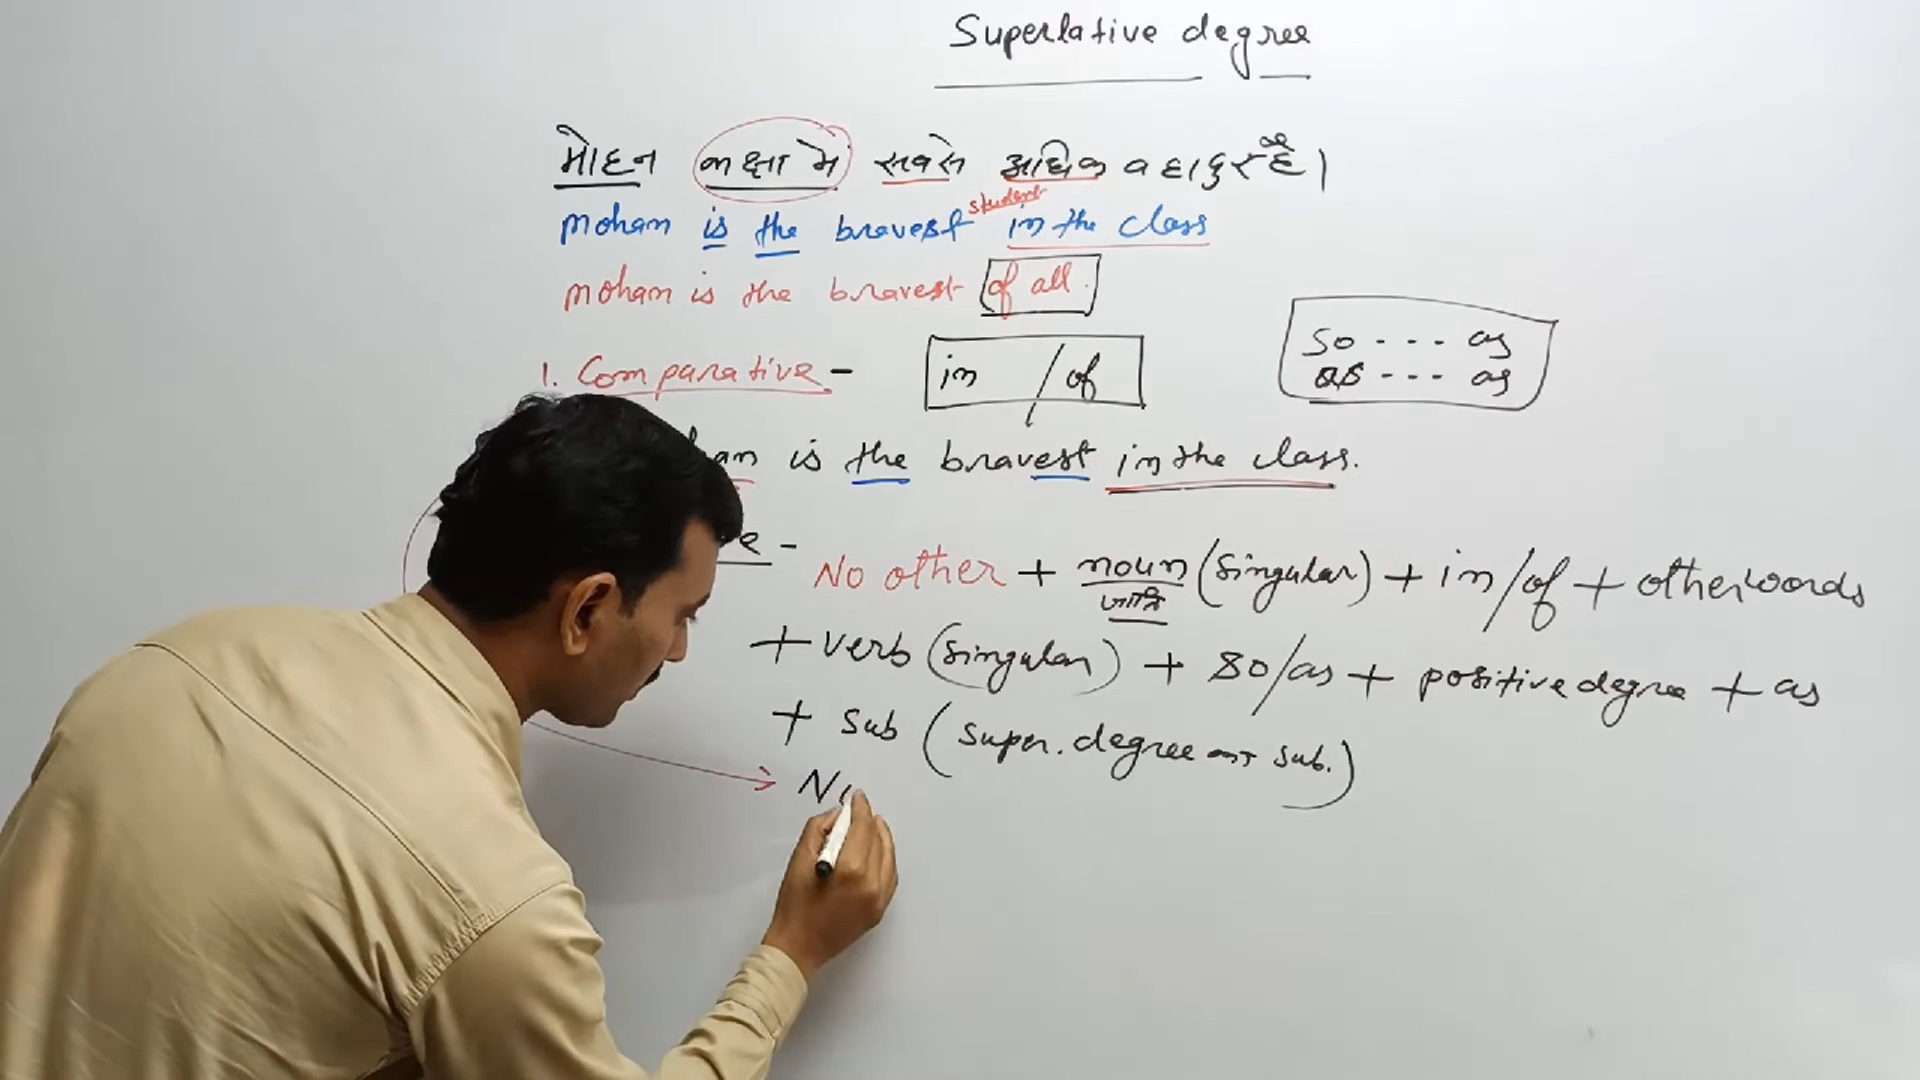 Superlative degree
मोहन कक्षा मे सबसे अधिक बहादुर है।
student
Mohan is the bravest in the class
Mohan is the bravest of all.
1. Comparative - in / of
so --- as
as --- as
an is the bravest in the class.
e - No other + noun (singular) + in/of + other words
जाति
+ verb (singular) + so/as + positive degree + as
+ sub (super. degree का sub.)
N